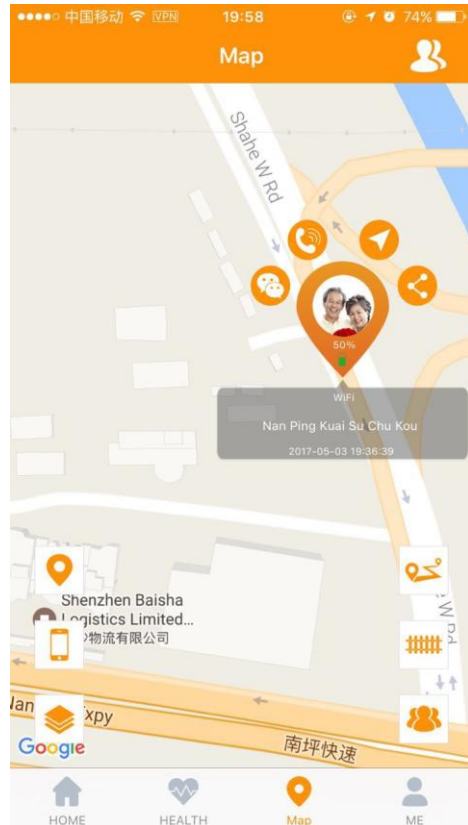 中国移动 VPN 19:58 74%
Map
Shahe W Rd
50%
WiFi
Nan Ping Kuai Su Chu Kou
2017-05-03 19:36:39
Shenzhen Baisha
Logistics Limited...
物流有限公司
W Rd
Expy
Google
南坪快速
HOME HEALTH Map ME